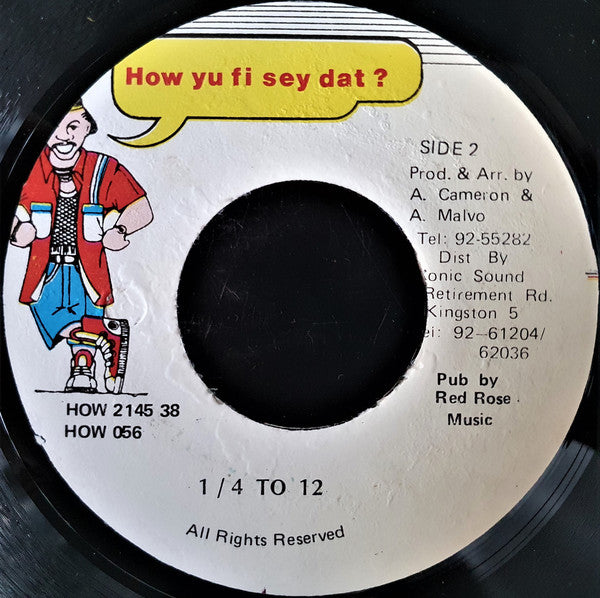 How yu fi sey dat ?
SIDE 2
Prod. & Arr. by
A. Cameron &
A. Malvo
Tel: 92-55282
Dist By
onic Sound
Retirement Rd.
Kingston 5
el: 92-61204/
62036
Pub by
Red Rose
Music
HOW 2145 38
HOW 056
1/4 TO 12
All Rights Reserved